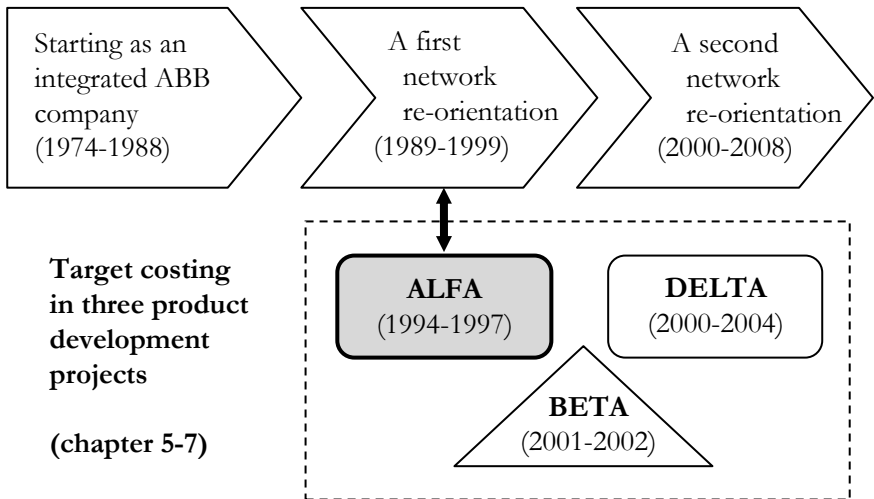 Starting as an
integrated ABB
company
(1974-1988)
A first
network
re-orientation
(1989-1999)
A second
network
re-orientation
(2000-2008)
Target costing
in three product
development
projects
(chapter 5-7)
ALFA
(1994-1997)
DELTA
(2000-2004)
BETA
(2001-2002)